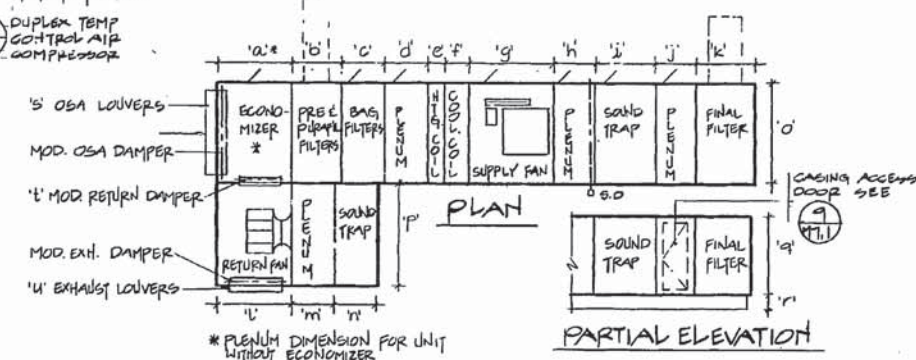 DUPLEX TEMP
CONTROL AIR
COMPRESSOR
'a'* 'b' 'c' 'd' 'e' 'f' 'g' 'h' 'i' 'j' 'k'
'S' OSA LOUVERS
MOD. OSA DAMPER
't' MOD. RETURN DAMPER
MOD. EXH. DAMPER
'U' EXHAUST LOUVERS
ECONO-
MIZER
*
PRE &
PURAFIL
FILTERS
BAG
FILTERS
PLENUM
HTG COIL
COOL. COIL
SUPPLY FAN
PLENUM
SOUND
TRAP
PLENUM
FINAL
FILTER
'o'
S.D
RETURN FAN
PLENUM
SOUND
TRAP
'p'
PLAN
'l' 'm' 'n'
* PLENUM DIMENSION FOR UNIT
WITHOUT ECONOMIZER
CASING ACCESS
DOOR SEE
9
M7.1
SOUND
TRAP
FINAL
FILTER
'q'
'r'
PARTIAL ELEVATION